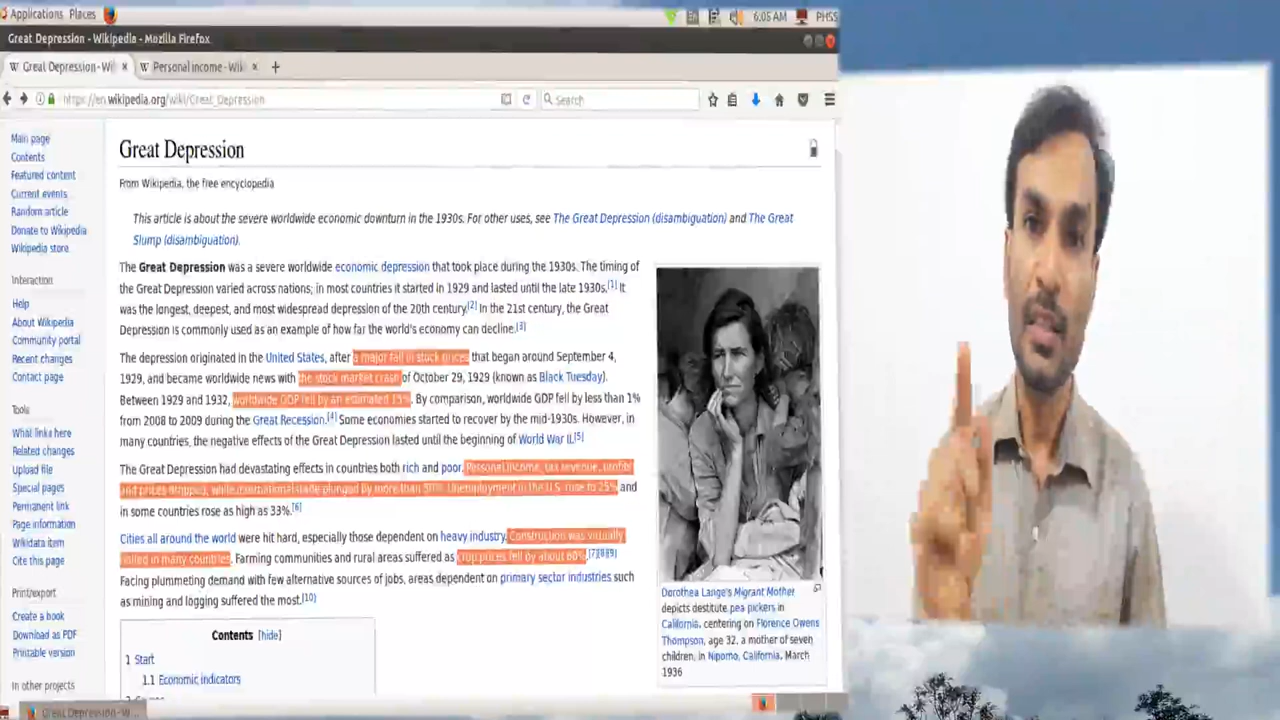 Applications Places 6:05 AM PHSS
Great Depression - Wikipedia - Mozilla Firefox
W Great Depression - Wi × W Personal income - Wik × +
https://en.wikipedia.org/wiki/Great_Depression Search
Main page
Contents
Featured content
Current events
Random article
Donate to Wikipedia
Wikipedia store
Interaction
Help
About Wikipedia
Community portal
Recent changes
Contact page
Tools
What links here
Related changes
Upload file
Special pages
Permanent link
Page information
Wikidata item
Cite this page
Print/export
Create a book
Download as PDF
Printable version
In other projects
Great Depression
From Wikipedia, the free encyclopedia
This article is about the severe worldwide economic downturn in the 1930s. For other uses, see The Great Depression (disambiguation) and The Great
Slump (disambiguation).
The Great Depression was a severe worldwide economic depression that took place during the 1930s. The timing of
the Great Depression varied across nations; in most countries it started in 1929 and lasted until the late 1930s.[1] It
was the longest, deepest, and most widespread depression of the 20th century.[2] In the 21st century, the Great
Depression is commonly used as an example of how far the world's economy can decline.[3]
The depression originated in the United States, after a major fall in stock prices that began around September 4,
1929, and became worldwide news with the stock market crash of October 29, 1929 (known as Black Tuesday).
Between 1929 and 1932, worldwide GDP fell by an estimated 15%. By comparison, worldwide GDP fell by less than 1%
from 2008 to 2009 during the Great Recession.[4] Some economies started to recover by the mid-1930s. However, in
many countries, the negative effects of the Great Depression lasted until the beginning of World War II.[5]
The Great Depression had devastating effects in countries both rich and poor. Personal income, tax revenue, profits
and prices dropped, while international trade plunged by more than 50%. Unemployment in the U.S. rose to 25% and
in some countries rose as high as 33%.[6]
Cities all around the world were hit hard, especially those dependent on heavy industry. Construction was virtually
halted in many countries. Farming communities and rural areas suffered as crop prices fell by about 60%.[7][8][9]
Facing plummeting demand with few alternative sources of jobs, areas dependent on primary sector industries such
as mining and logging suffered the most.[10]
Contents [hide]
1 Start
1.1 Economic indicators
Dorothea Lange's Migrant Mother
depicts destitute pea pickers in
California, centering on Florence Owens
Thompson, age 32, a mother of seven
children, in Nipomo, California, March
1936
Great Depression - W...